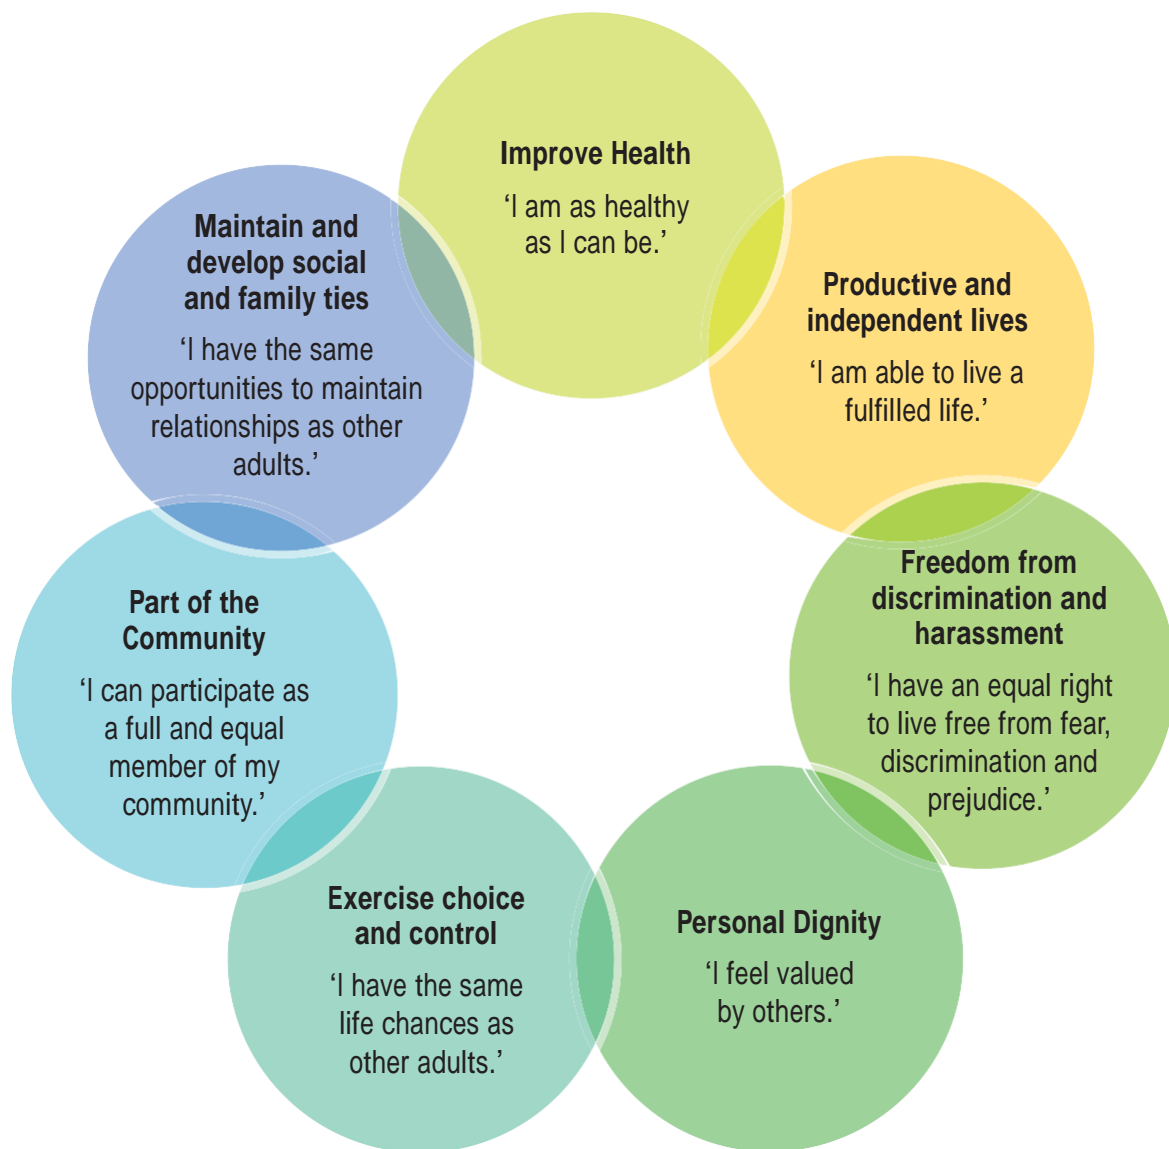 Improve Health
‘I am as healthy
as I can be.’
Productive and
independent lives
‘I am able to live a
fulfilled life.’
Freedom from
discrimination and
harassment
‘I have an equal right
to live free from fear,
discrimination and
prejudice.’
Personal Dignity
‘I feel valued
by others.’
Exercise choice
and control
‘I have the same
life chances as
other adults.’
Part of the
Community
‘I can participate as
a full and equal
member of my
community.’
Maintain and
develop social
and family ties
‘I have the same
opportunities to maintain
relationships as other
adults.’